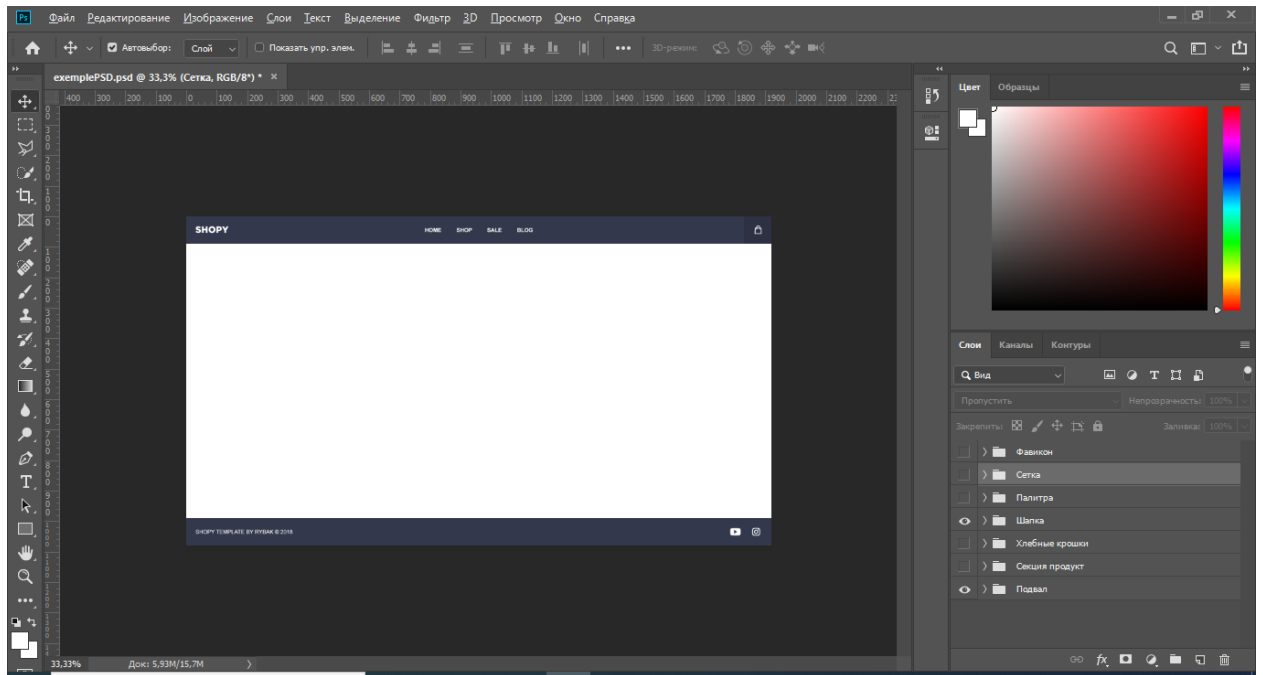 Ps Файл Редактирование Изображение Слои Текст Выделение Фильтр 3D Просмотр Окно Справка
Автовыбор: Слой Показать упр. элем. 3D-режим:
exemplePSD.psd @ 33,3% (Сетка, RGB/8*) * ×
400 300 200 100 0 100 200 300 400 500 600 700 800 900 1000 1100 1200 1300 1400 1500 1600 1700 1800 1900 2000 2100 2200
Цвет Образцы
SHOPY HOME SHOP SALE BLOG
SHOPY TEMPLATE BY RYBAK © 2018
Слои Каналы Контуры
Вид
Пропустить Непрозрачность: 100%
Закрепить: Заливка: 100%
Фавикон
Сетка
Палитра
Шапка
Хлебные крошки
Секция продукт
Подвал
fx
33,33% Док: 5,93M/15,7M